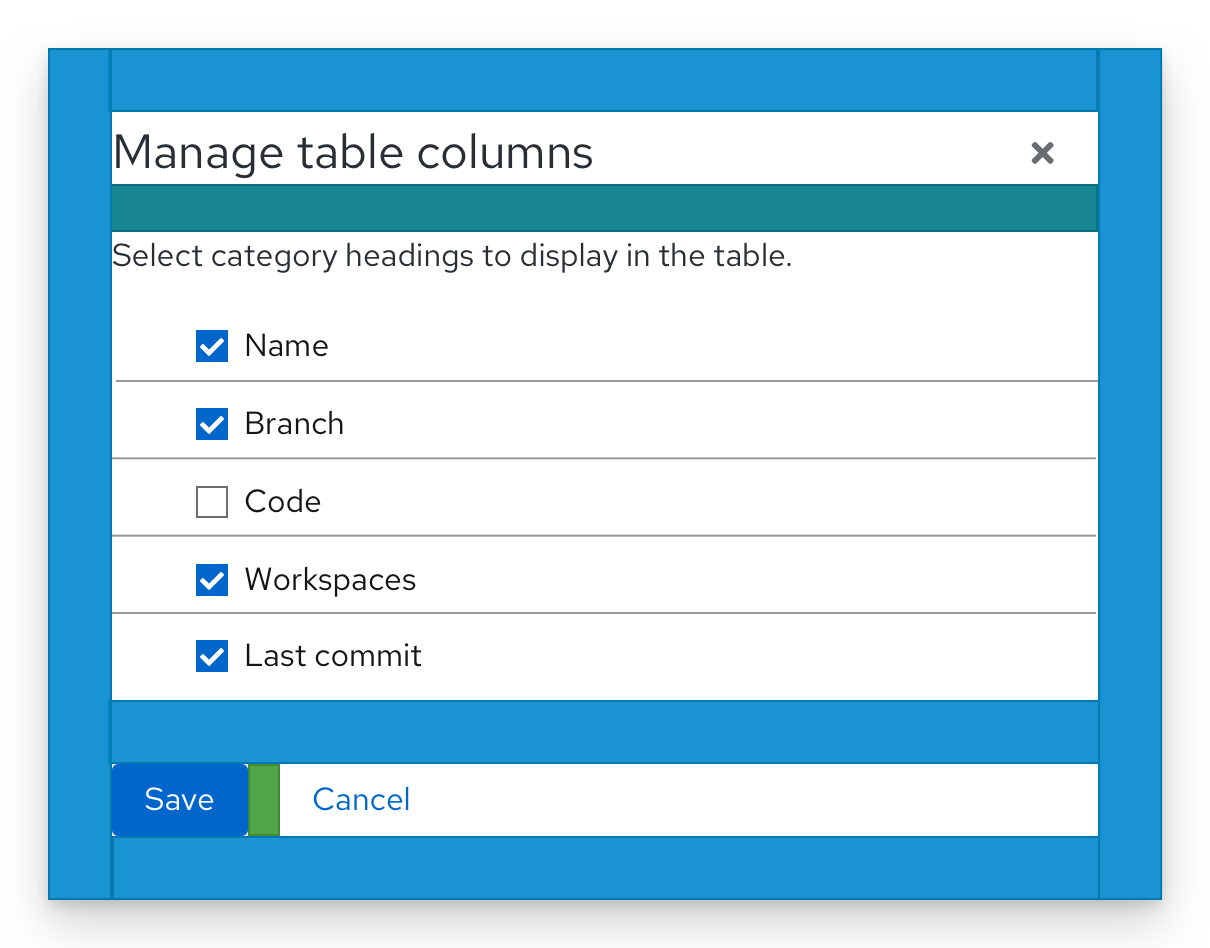 Manage table columns
Select category headings to display in the table.
Name
Branch
Code
Workspaces
Last commit
Save Cancel